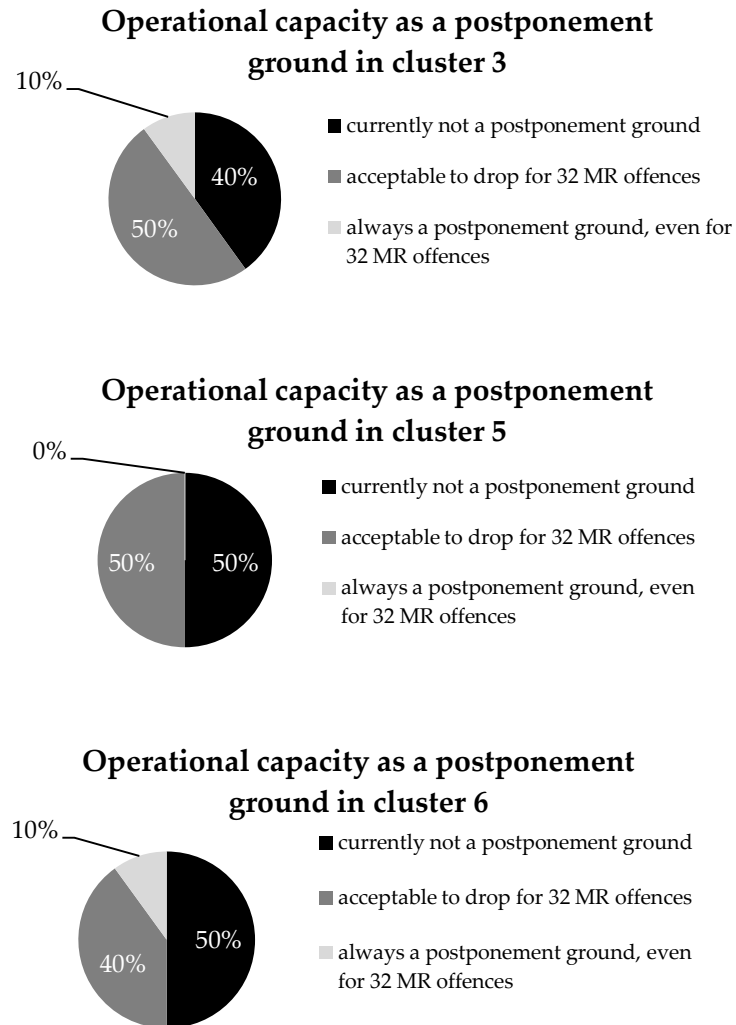 Operational capacity as a postponement
ground in cluster 3
10%
40%
50%
currently not a postponement ground
acceptable to drop for 32 MR offences
always a postponement ground, even for
32 MR offences
Operational capacity as a postponement
ground in cluster 5
0%
50%
50%
currently not a postponement ground
acceptable to drop for 32 MR offences
always a postponement ground, even
for 32 MR offences
Operational capacity as a postponement
ground in cluster 6
10%
50%
40%
currently not a postponement ground
acceptable to drop for 32 MR offences
always a postponement ground, even
for 32 MR offences